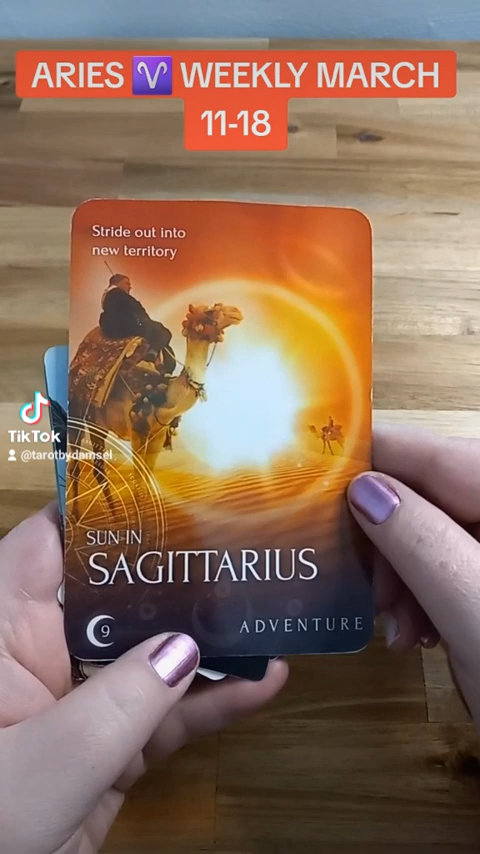 ARIES ♈ WEEKLY MARCH
11-18
Stride out into
new territory
TikTok
@tarotbydamsel
SUN IN
SAGITTARIUS
9
ADVENTURE